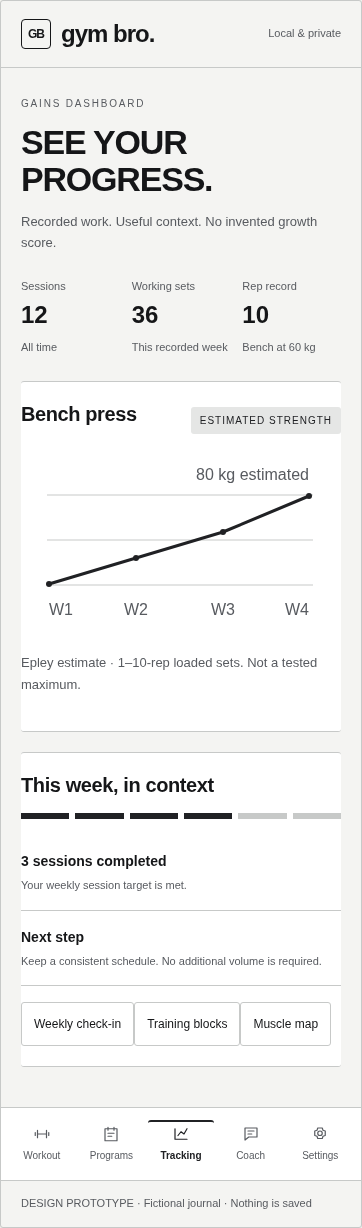 GB gym bro. Local & private
GAINS DASHBOARD
SEE YOUR
PROGRESS.
Recorded work. Useful context. No invented growth
score.
Sessions Working sets Rep record
12 36 10
All time This recorded week Bench at 60 kg
Bench press ESTIMATED STRENGTH
80 kg estimated
W1 W2 W3 W4
Epley estimate · 1–10-rep loaded sets. Not a tested
maximum.
This week, in context
3 sessions completed
Your weekly session target is met.
Next step
Keep a consistent schedule. No additional volume is required.
Weekly check-in Training blocks Muscle map
Workout Programs Tracking Coach Settings
DESIGN PROTOTYPE · Fictional journal · Nothing is saved